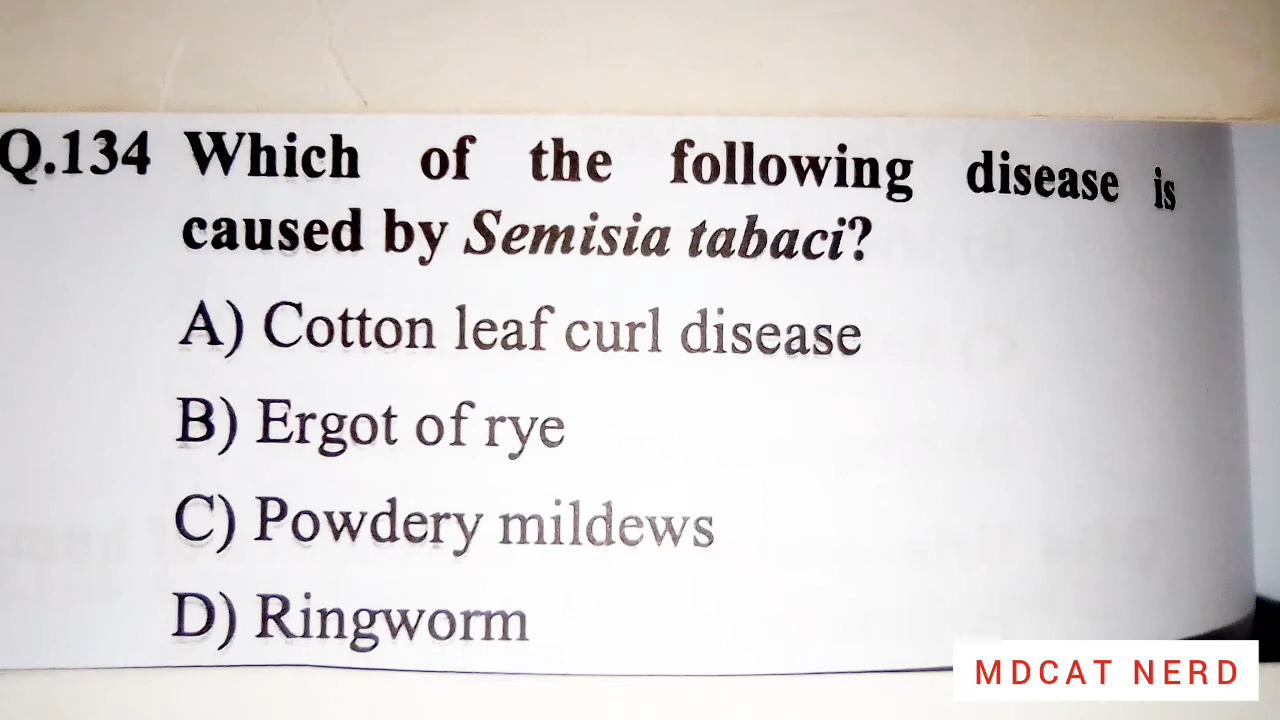 Q.134 Which of the following disease is
caused by Semisia tabaci?
A) Cotton leaf curl disease
B) Ergot of rye
C) Powdery mildews
D) Ringworm
MDCAT NERD